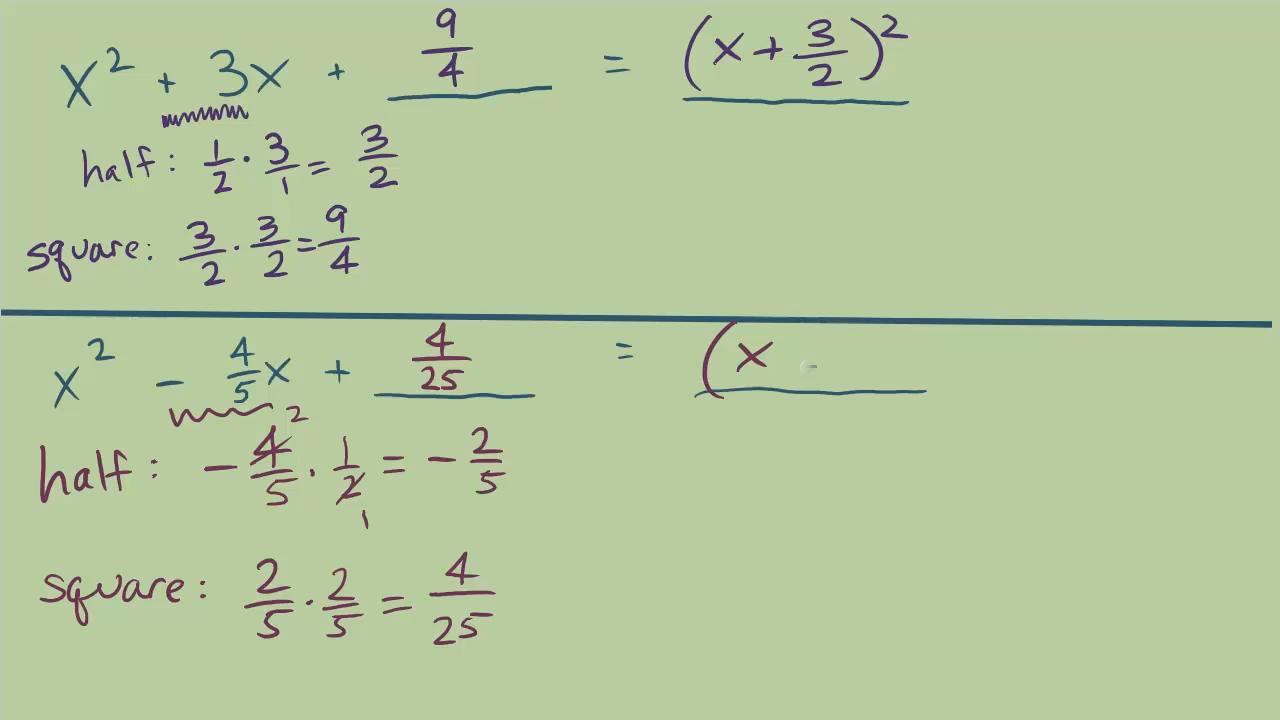 x² + 3x + 9/4 = (x + 3/2)²
half: 1/2 · 3/1 = 3/2
square: 3/2 · 3/2 = 9/4
x² - 4/5x + 4/25 = (x
half: - 4/5 · 1/2 = - 2/5
2 1
square: 2/5 · 2/5 = 4/25